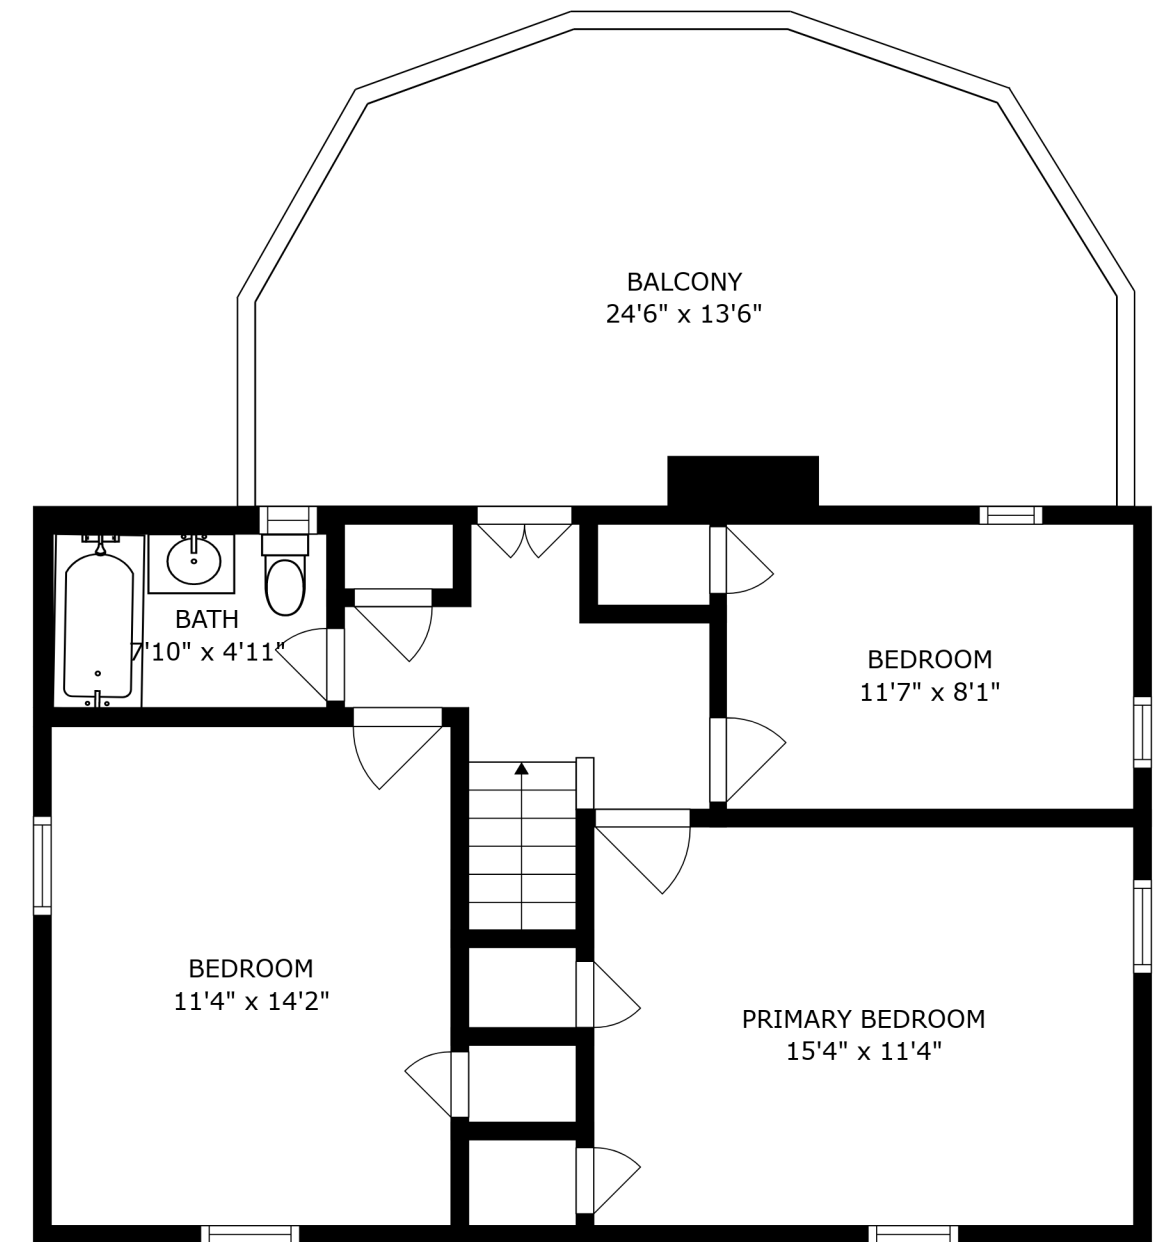 BALCONY
24'6" x 13'6"
BATH
7'10" x 4'11"
BEDROOM
11'7" x 8'1"
BEDROOM
11'4" x 14'2"
PRIMARY BEDROOM
15'4" x 11'4"